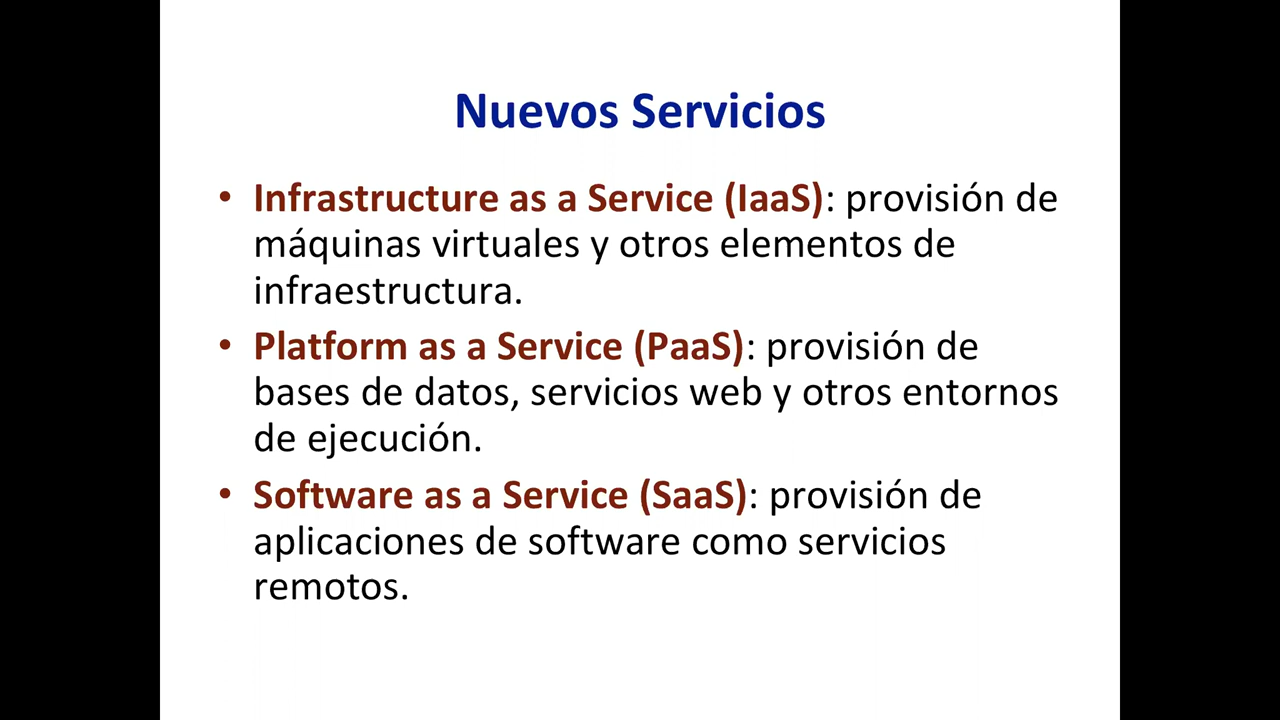 Nuevos Servicios
• Infrastructure as a Service (IaaS): provisión de
máquinas virtuales y otros elementos de
infraestructura.
• Platform as a Service (PaaS): provisión de
bases de datos, servicios web y otros entornos
de ejecución.
• Software as a Service (SaaS): provisión de
aplicaciones de software como servicios
remotos.